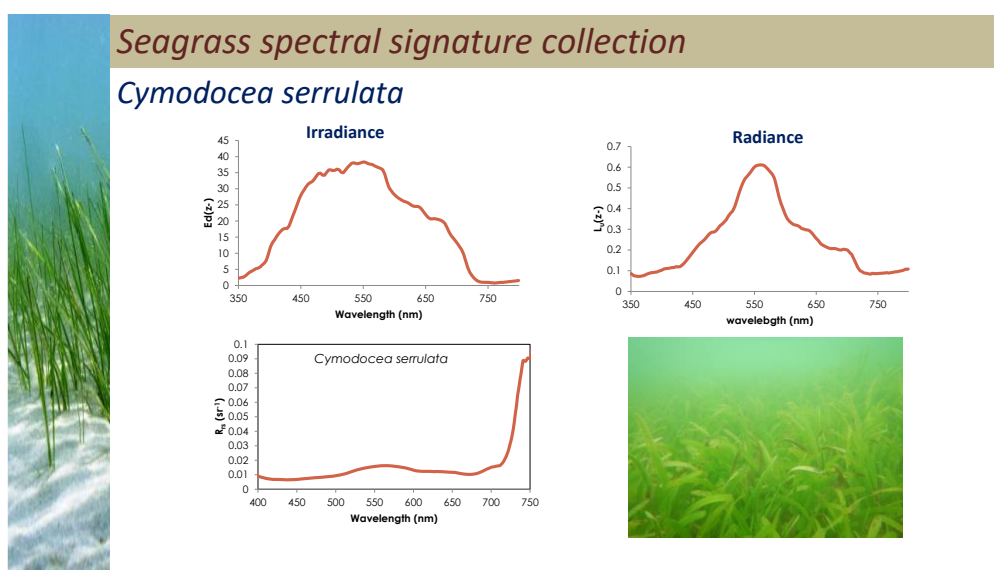 Seagrass spectral signature collection
Cymodocea serrulata
Irradiance
45
40
35
30
25
20
15
10
5
0
Ed(z-)
350 450 550 650 750
Wavelength (nm)
Radiance
0.7
0.6
0.5
0.4
0.3
0.2
0.1
0
Lu(z-)
350 450 550 650 750
wavelebgth (nm)
Cymodocea serrulata
0.1
0.09
0.08
0.07
0.06
0.05
0.04
0.03
0.02
0.01
0
Rrs (sr-1)
400 450 500 550 600 650 700 750
Wavelength (nm)